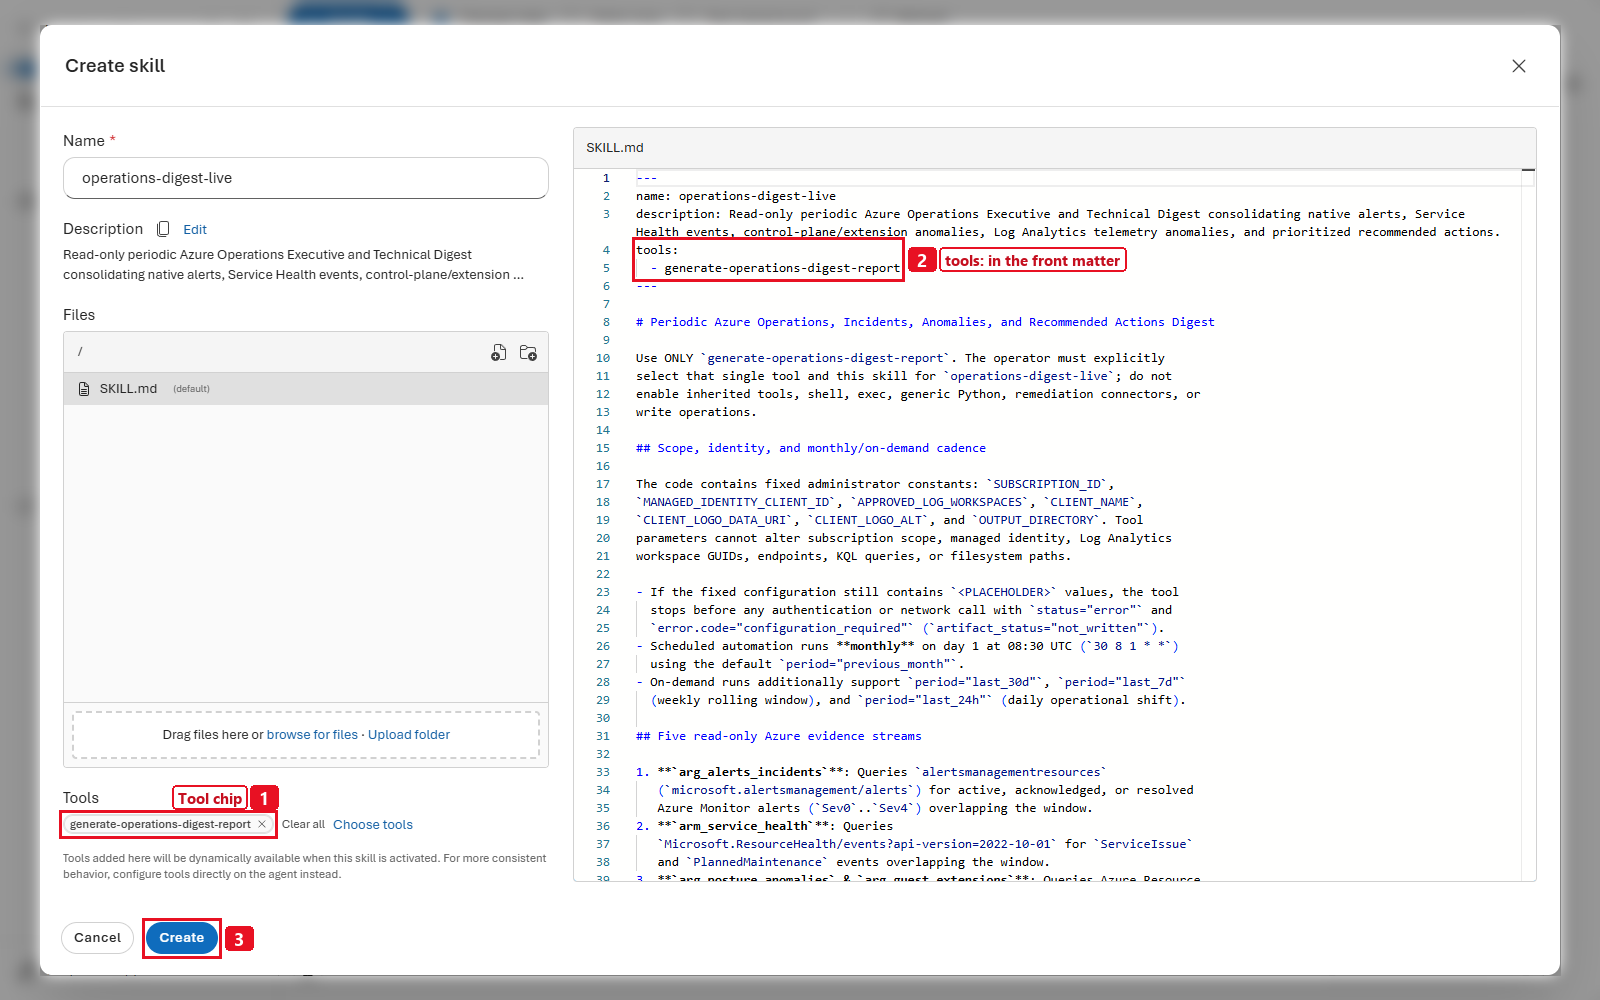 Create skill
Name *
operations-digest-live
Description Edit
Read-only periodic Azure Operations Executive and Technical Digest
consolidating native alerts, Service Health events, control-plane/extension ...
Files
/
SKILL.md (default)
Drag files here or browse for files · Upload folder
Tools
Tool chip 1
generate-operations-digest-report × Clear all Choose tools
Tools added here will be dynamically available when this skill is activated. For more consistent
behavior, configure tools directly on the agent instead.
Cancel
Create
3
SKILL.md
1 ---
2 name: operations-digest-live
3 description: Read-only periodic Azure Operations Executive and Technical Digest consolidating native alerts, Service
Health events, control-plane/extension anomalies, Log Analytics telemetry anomalies, and prioritized recommended actions.
4 tools:
5 - generate-operations-digest-report
2 tools: in the front matter
6 ---
7
8 # Periodic Azure Operations, Incidents, Anomalies, and Recommended Actions Digest
9
10 Use ONLY `generate-operations-digest-report`. The operator must explicitly
11 select that single tool and this skill for `operations-digest-live`; do not
12 enable inherited tools, shell, exec, generic Python, remediation connectors, or
13 write operations.
14
15 ## Scope, identity, and monthly/on-demand cadence
16
17 The code contains fixed administrator constants: `SUBSCRIPTION_ID`,
18 `MANAGED_IDENTITY_CLIENT_ID`, `APPROVED_LOG_WORKSPACES`, `CLIENT_NAME`,
19 `CLIENT_LOGO_DATA_URI`, `CLIENT_LOGO_ALT`, and `OUTPUT_DIRECTORY`. Tool
20 parameters cannot alter subscription scope, managed identity, Log Analytics
21 workspace GUIDs, endpoints, KQL queries, or filesystem paths.
22
23 - If the fixed configuration still contains `<PLACEHOLDER>` values, the tool
24 stops before any authentication or network call with `status="error"` and
25 `error.code="configuration_required"` (`artifact_status="not_written"`).
26 - Scheduled automation runs **monthly** on day 1 at 08:30 UTC (`30 8 1 * *`)
27 using the default `period="previous_month"`.
28 - On-demand runs additionally support `period="last_30d"`, `period="last_7d"`
29 (weekly rolling window), and `period="last_24h"` (daily operational shift).
30
31 ## Five read-only Azure evidence streams
32
33 1. **`arg_alerts_incidents`**: Queries `alertsmanagementresources`
34 (`microsoft.alertsmanagement/alerts`) for active, acknowledged, or resolved
35 Azure Monitor alerts (`Sev0`..`Sev4`) overlapping the window.
36 2. **`arm_service_health`**: Queries
37 `Microsoft.ResourceHealth/events?api-version=2022-10-01` for `ServiceIssue`
38 and `PlannedMaintenance` events overlapping the window.
39 3. **`arg_posture_anomalies` & `arg_guest_extensions`**: Queries Azure Resource